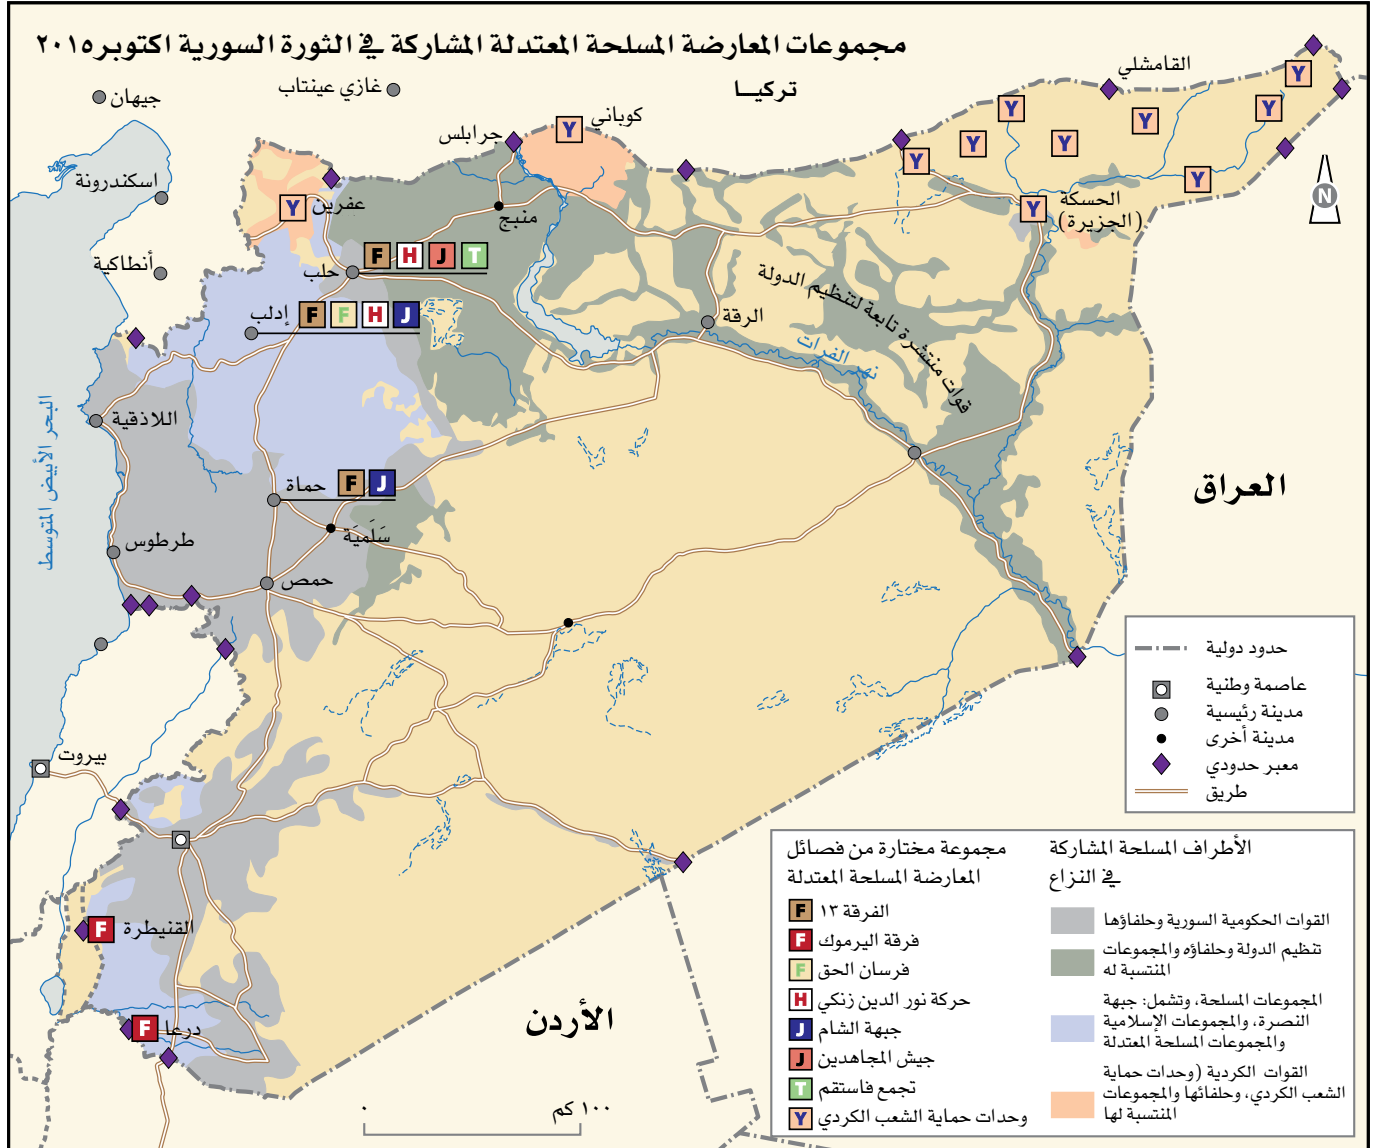 مجموعات المعارضة المسلحة المعتدلة المشاركة في الثورة السورية اكتوبر٢٠١٥
تركيــا
القامشلي
غازي عينتاب
جيهان
كوباني
Y
جرابلس
Y
Y
Y
Y
Y
Y
Y
Y
Y
اسكندرونة
عفرين
Y
منبج
الحسكة
(الجزيرة)
N
أنطاكية
حلب
F H J T
إدلب
F F H J
الرقة
قوات منتشرة تابعة لتنظيم الدولة
نهر الفرات
البحر الأبيض المتوسط
اللاذقية
حماة
F J
العراق
سَلَميَة
طرطوس
حمص
بيروت
القنيطرة
F
درعا
F
الأردن
٠
١٠٠ كم
حدود دولية
عاصمة وطنية
مدينة رئيسية
مدينة أخرى
معبر حدودي
طريق
الأطراف المسلحة المشاركة
في النزاع
القوات الحكومية السورية وحلفاؤها
تنظيم الدولة وحلفاؤه والمجموعات
المنتسبة له
المجموعات المسلحة، وتشمل: جبهة
النصرة، والمجموعات الإسلامية
والمجموعات المسلحة المعتدلة
القوات الكردية (وحدات حماية
الشعب الكردي، وحلفائها والمجموعات
المنتسبة لها
مجموعة مختارة من فصائل
المعارضة المسلحة المعتدلة
F الفرقة ١٣
F فرقة اليرموك
F فرسان الحق
H حركة نور الدين زنكي
J جبهة الشام
J جيش المجاهدين
T تجمع فاستقم
Y وحدات حماية الشعب الكردي